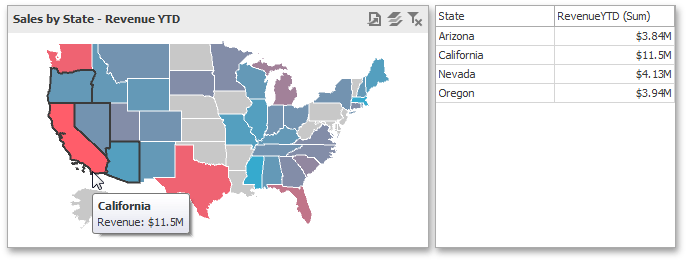 Sales by State - Revenue YTD
California
Revenue: $11.5M
State RevenueYTD (Sum)
Arizona $3.84M
California $11.5M
Nevada $4.13M
Oregon $3.94M